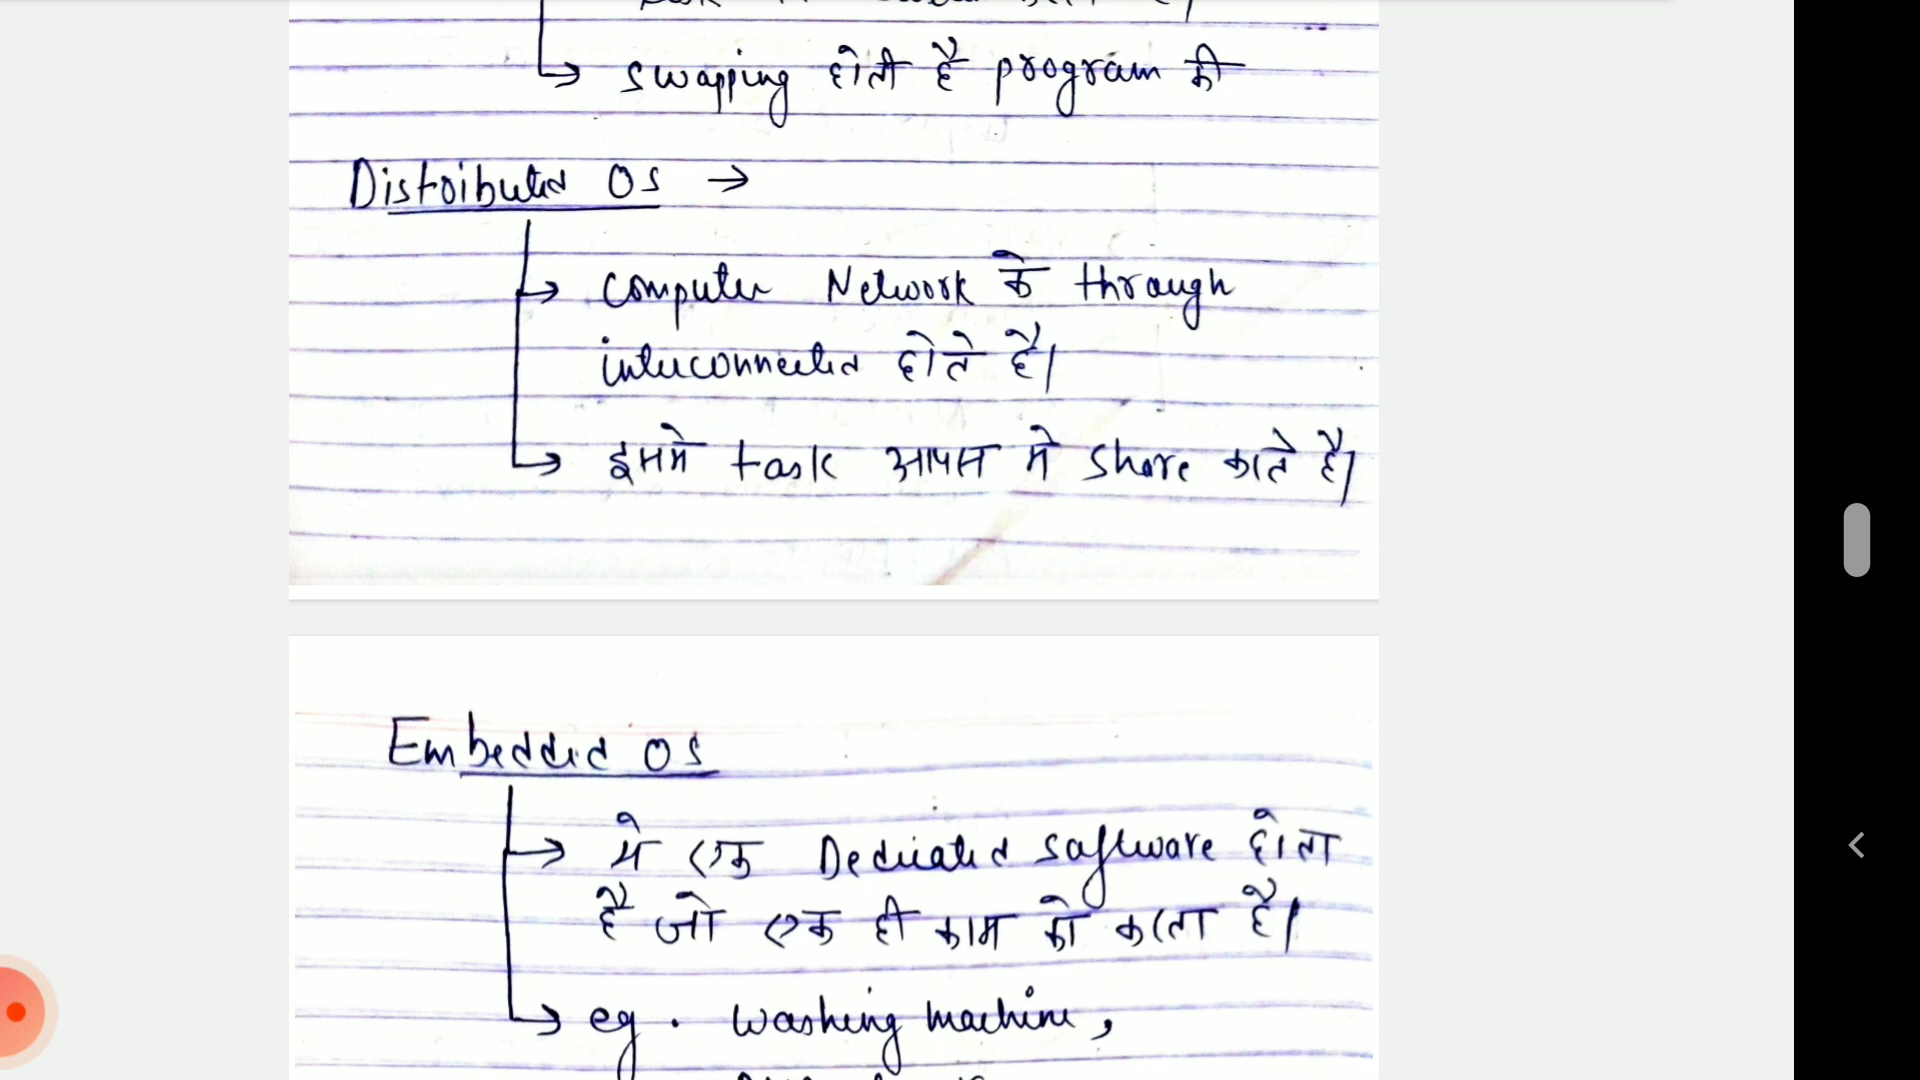 swapping होती है program की
Distributed OS →
→ Computer Network के through
interconnected होते है।
→ इसमे task आपस मे share करते है।
Embedded OS
→ ये एक Dedicated software होता
है जो एक ही काम को करता है।
→ eg. Washing machine,